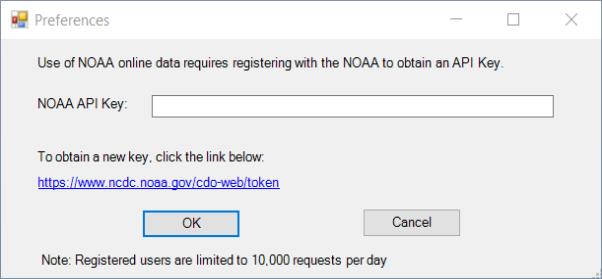 Preferences
Use of NOAA online data requires registering with the NOAA to obtain an API Key.
NOAA API Key:
To obtain a new key, click the link below:
https://www.ncdc.noaa.gov/cdo-web/token
OK Cancel
Note: Registered users are limited to 10,000 requests per day